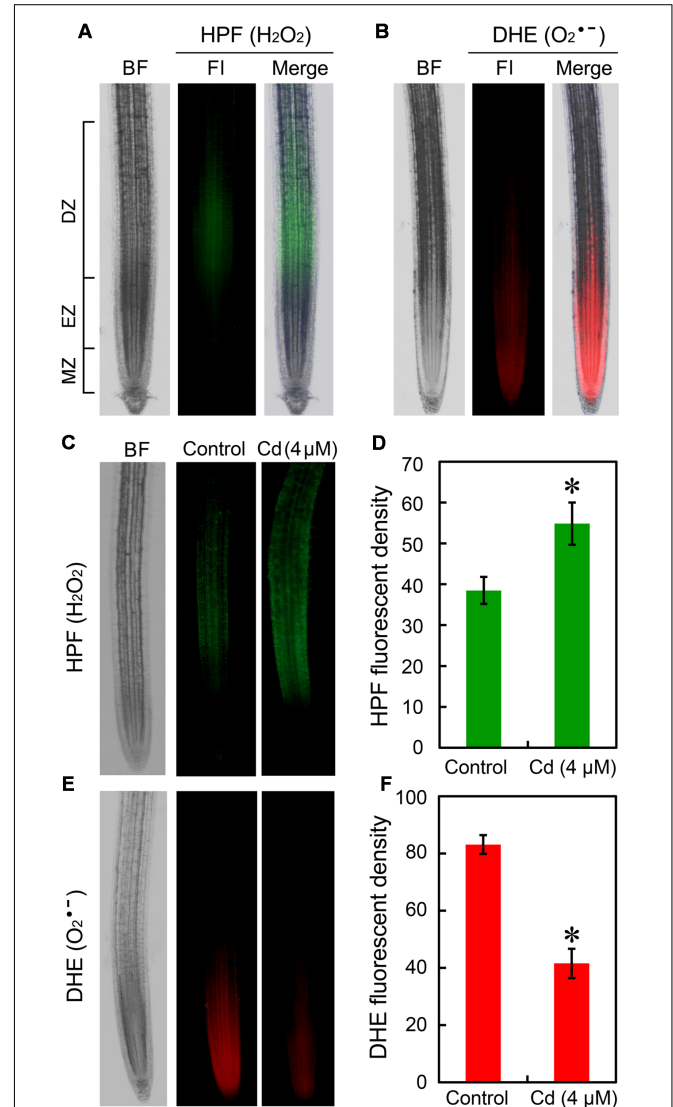 A
HPF (H₂O₂)
BF
FI
Merge
B
DHE (O₂•−)
BF
FI
Merge
DZ
EZ
MZ
C
BF
Control
Cd (4 µM)
HPF (H₂O₂)
D
HPF fluorescent density
70
60
50
40
30
20
10
0
*
Control
Cd (4 µM)
E
DHE (O₂•−)
F
DHE fluorescent density
100
80
60
40
20
0
*
Control
Cd (4 µM)